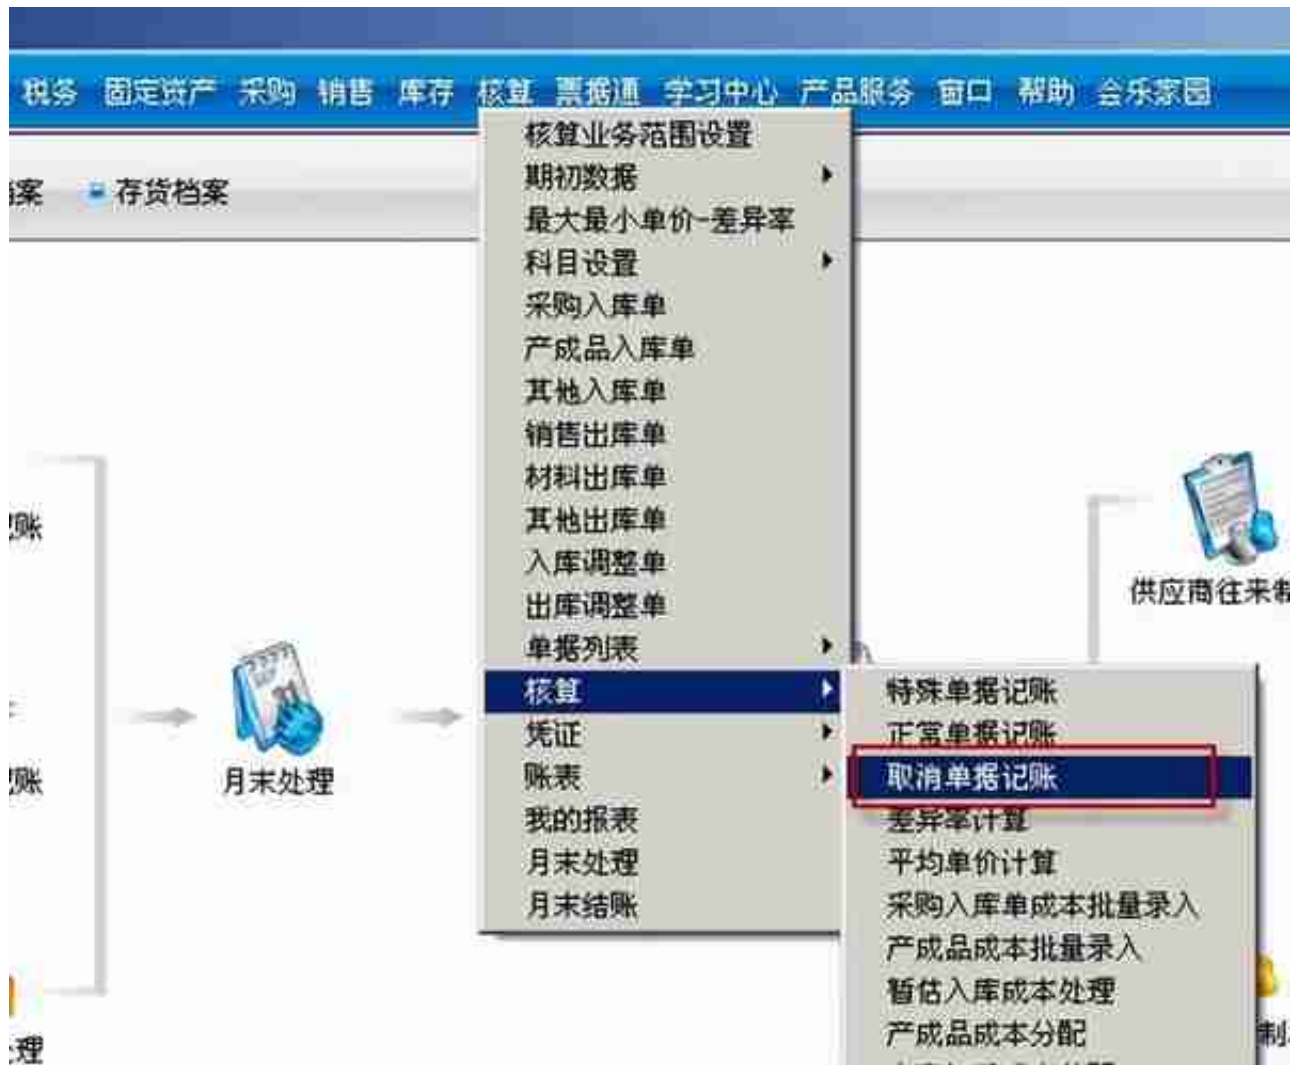 税务 固定资产 采购 销售 库存 核算 票据通 学习中心 产品服务 窗口 帮助 会乐家园
案 存货档案
核算业务范围设置
期初数据
最大最小单价-差异率
科目设置
采购入库单
产成品入库单
其他入库单
销售出库单
材料出库单
其他出库单
入库调整单
出库调整单
单据列表
核算
凭证
账表
我的报表
月末处理
月末结账
特殊单据记账
正常单据记账
取消单据记账
差异率计算
平均单价计算
采购入库单成本批量录入
产成品成本批量录入
暂估入库成本处理
产成品成本分配
账
月末处理
账
理
供应商往来制
制